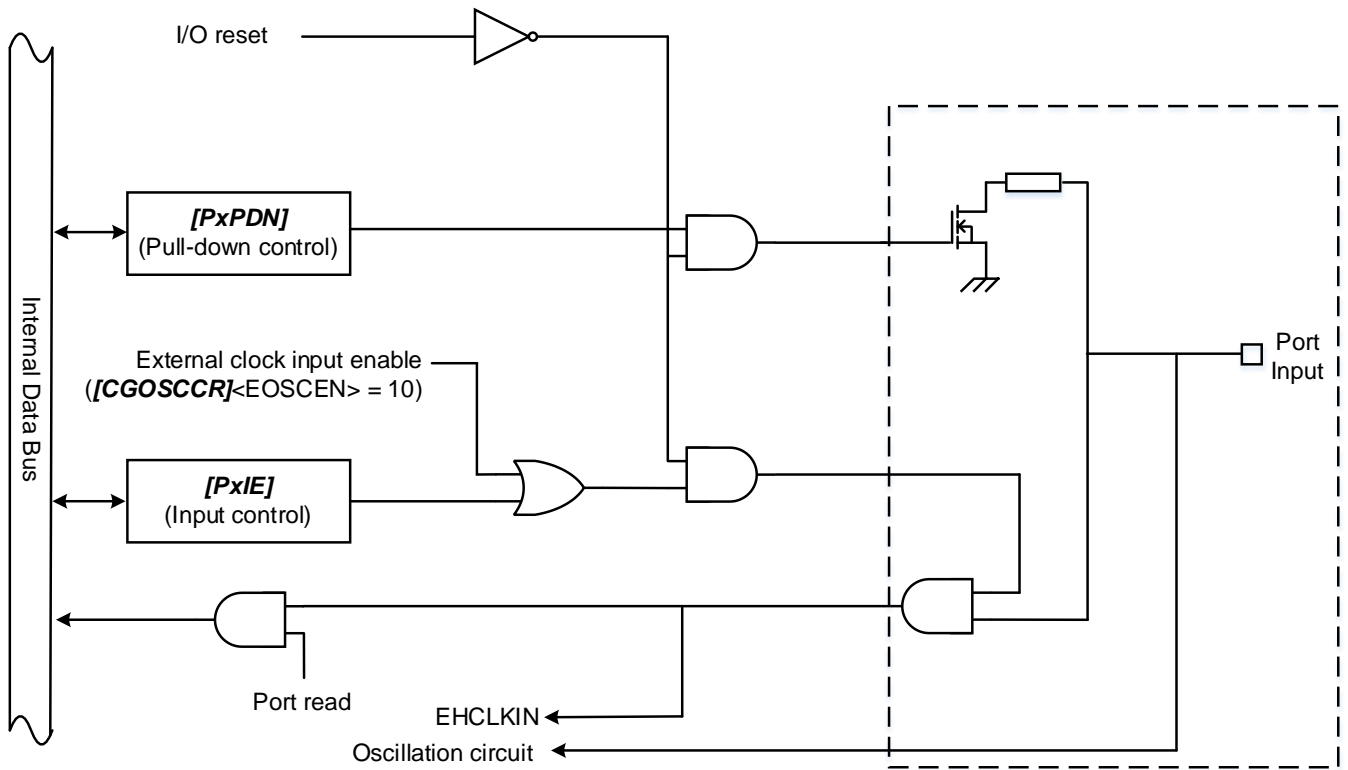 I/O reset
[PxPDN]
(Pull-down control)
Internal Data Bus
External clock input enable
([CGOSCCR]<EOSCEN> = 10)
Port
Input
[PxIE]
(Input control)
Port read
EHCLKIN
Oscillation circuit